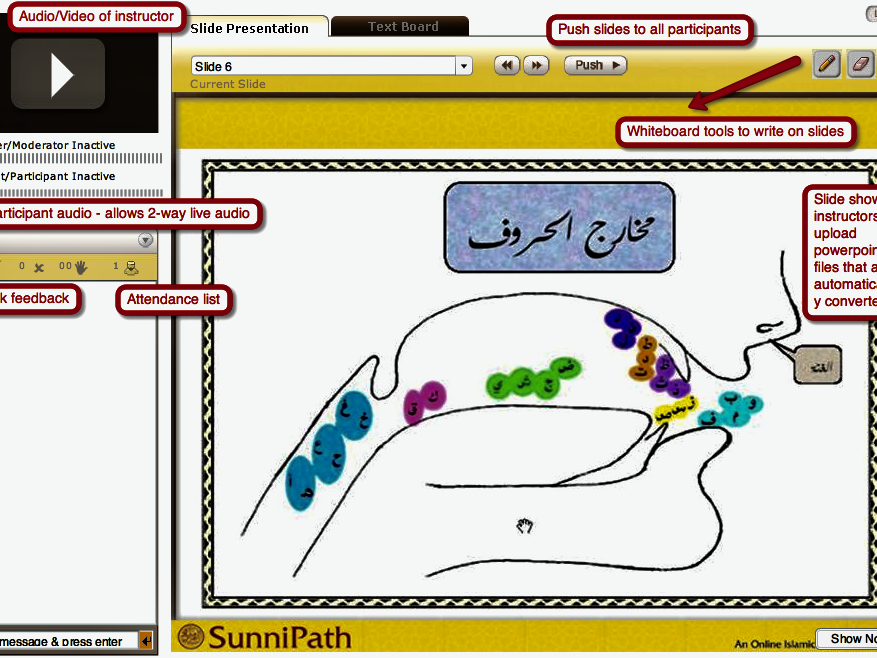 Audio/Video of instructor
Slide Presentation
Text Board
Push slides to all participants
Slide 6
Push
Current Slide
Whiteboard tools to write on slides
er/Moderator Inactive
t/Participant Inactive
articipant audio - allows 2-way live audio
0
00
1
k feedback
Attendance list
Slide show
instructors
upload
powerpoin
files that a
automatica
y converte
مخارج الحروف
الغنة
ض
ج
ش
ي
ك
ق
غ
خ
ع
ح
ء
ه
ظ
ذ
ث
ط
د
ت
ز س ص
و
ب
م
ف
message & press enter
SunniPath
An Online Islamic
Show No